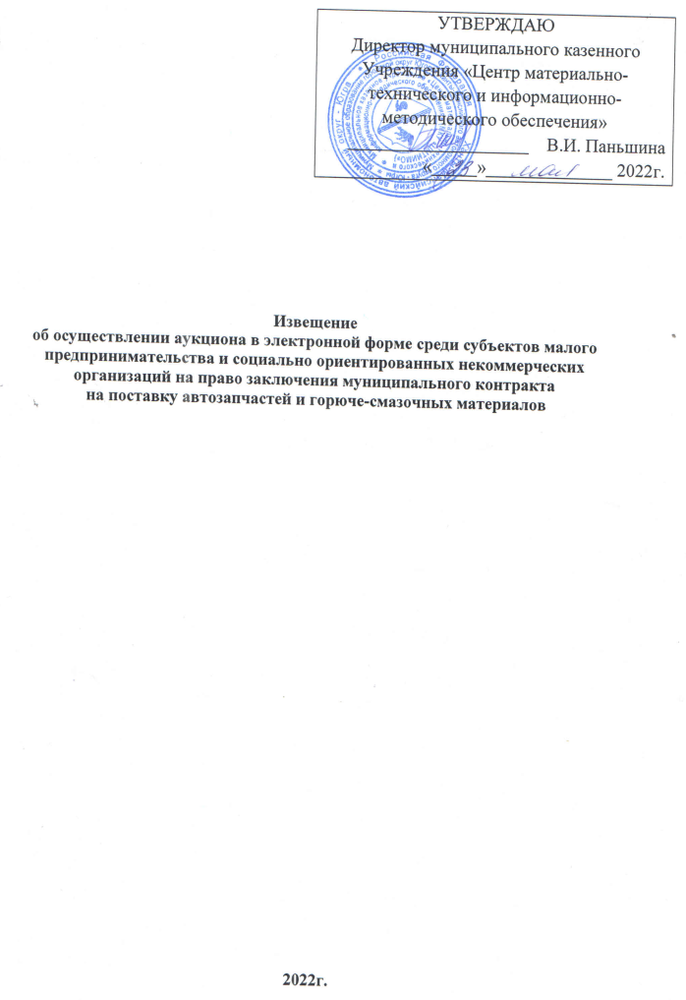 УТВЕРЖДАЮ
Директор муниципального казенного
Учреждения «Центр материально-
технического и информационно-
методического обеспечения»
В.И. Паньшина
«23» мая 2022г.
Извещение
об осуществлении аукциона в электронной форме среди субъектов малого
предпринимательства и социально ориентированных некоммерческих
организаций на право заключения муниципального контракта
на поставку автозапчастей и горюче-смазочных материалов
2022г.